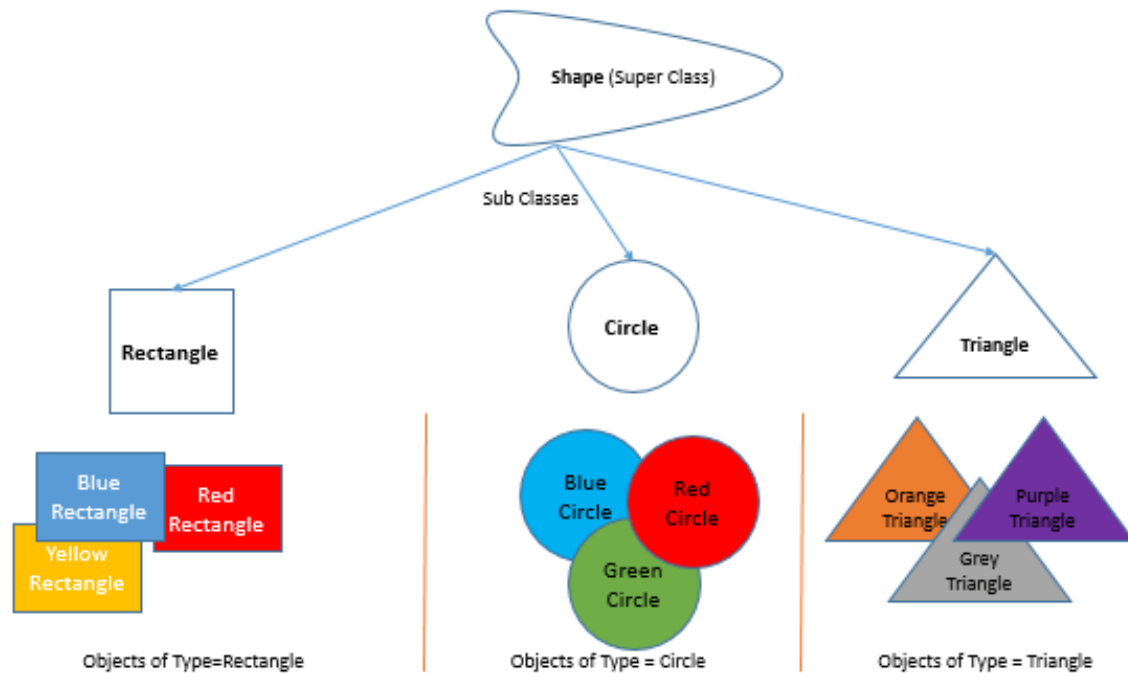 Shape (Super Class)
Sub Classes
Rectangle
Circle
Triangle
Blue
Rectangle
Red
Rectangle
Yellow
Rectangle
Blue
Circle
Red
Circle
Green
Circle
Orange
Triangle
Purple
Triangle
Grey
Triangle
Objects of Type=Rectangle
Objects of Type = Circle
Objects of Type = Triangle